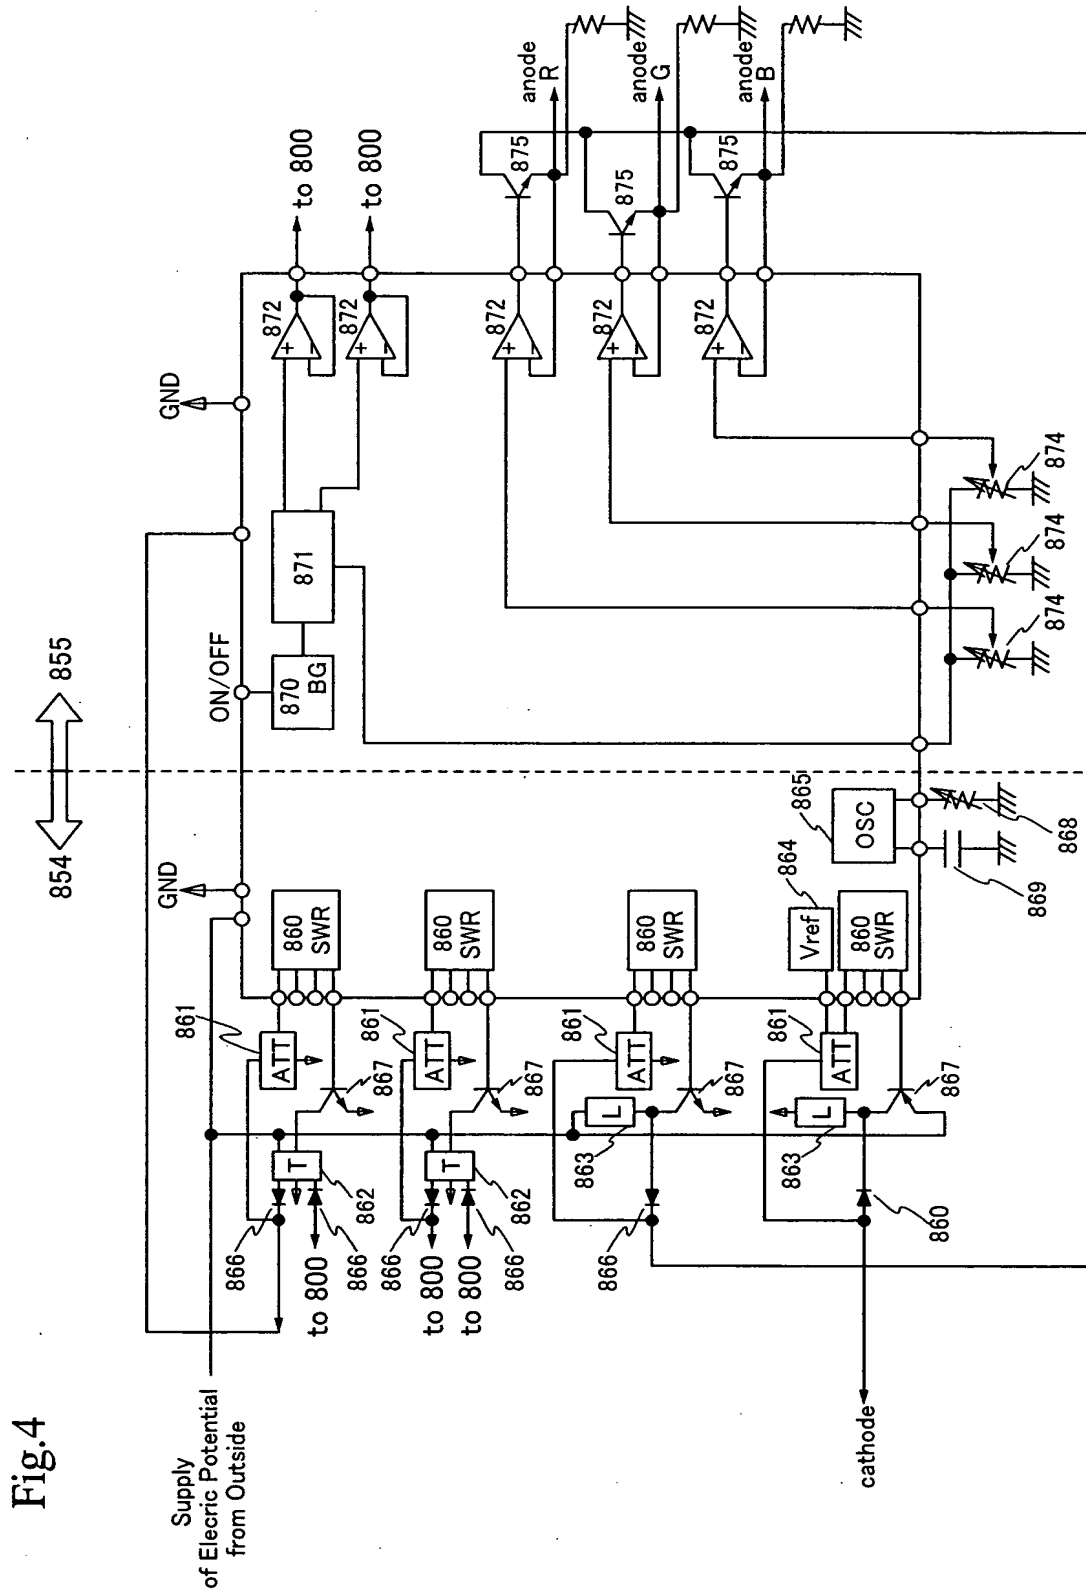 Fig.4
Supply
of Elecric Potential
from Outside
854
855
GND
ON/OFF
GND
to 800
to 800
860
SWR
861
ATT
867
T
862
866
866
to 800
860
SWR
861
ATT
867
T
862
866
866
to 800
to 800
860
SWR
861
ATT
867
L
863
866
864
Vref
860
SWR
861
ATT
867
L
863
860
cathode
865
OSC
868
869
870
BG
871
872
872
872
872
872
874
874
874
875
875
875
anode
R
anode
G
anode
B